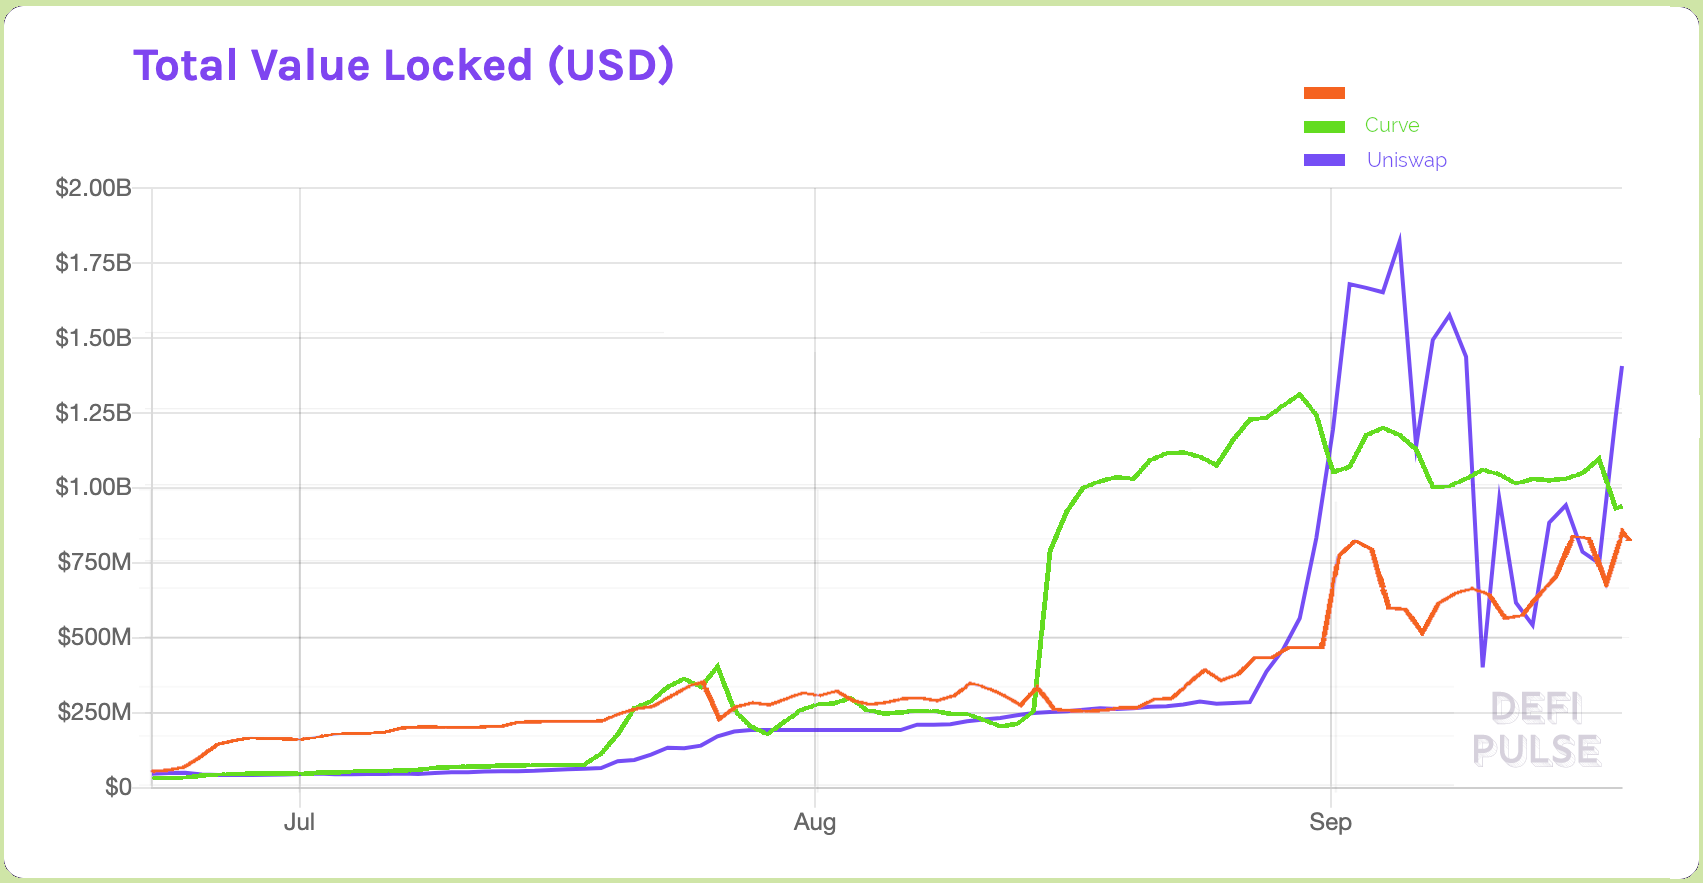 Total Value Locked (USD)
Curve
Uniswap
$2.00B
$1.75B
$1.50B
$1.25B
$1.00B
$750M
$500M
$250M
$0
Jul
Aug
Sep
DEFI
PULSE